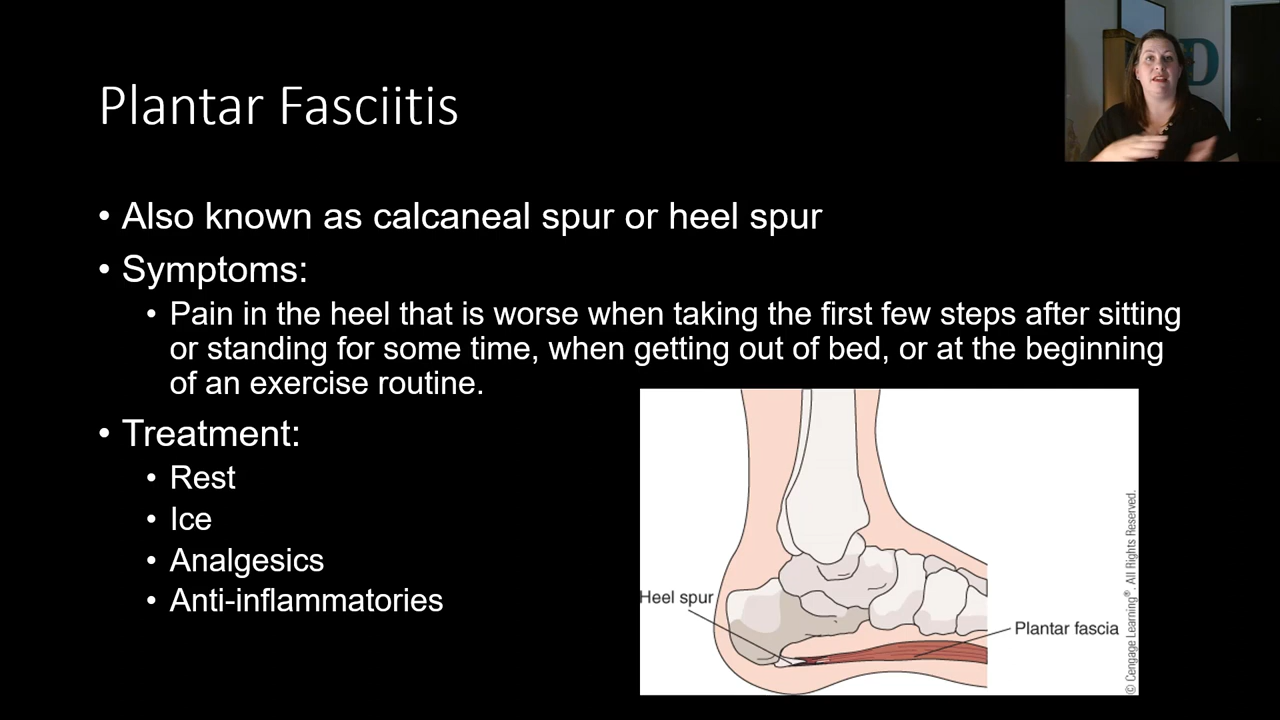 Plantar Fasciitis
• Also known as calcaneal spur or heel spur
• Symptoms:
• Pain in the heel that is worse when taking the first few steps after sitting
or standing for some time, when getting out of bed, or at the beginning
of an exercise routine.
• Treatment:
• Rest
• Ice
• Analgesics
• Anti-inflammatories
Heel spur
Plantar fascia
© Cengage Learning®. All Rights Reserved.
D